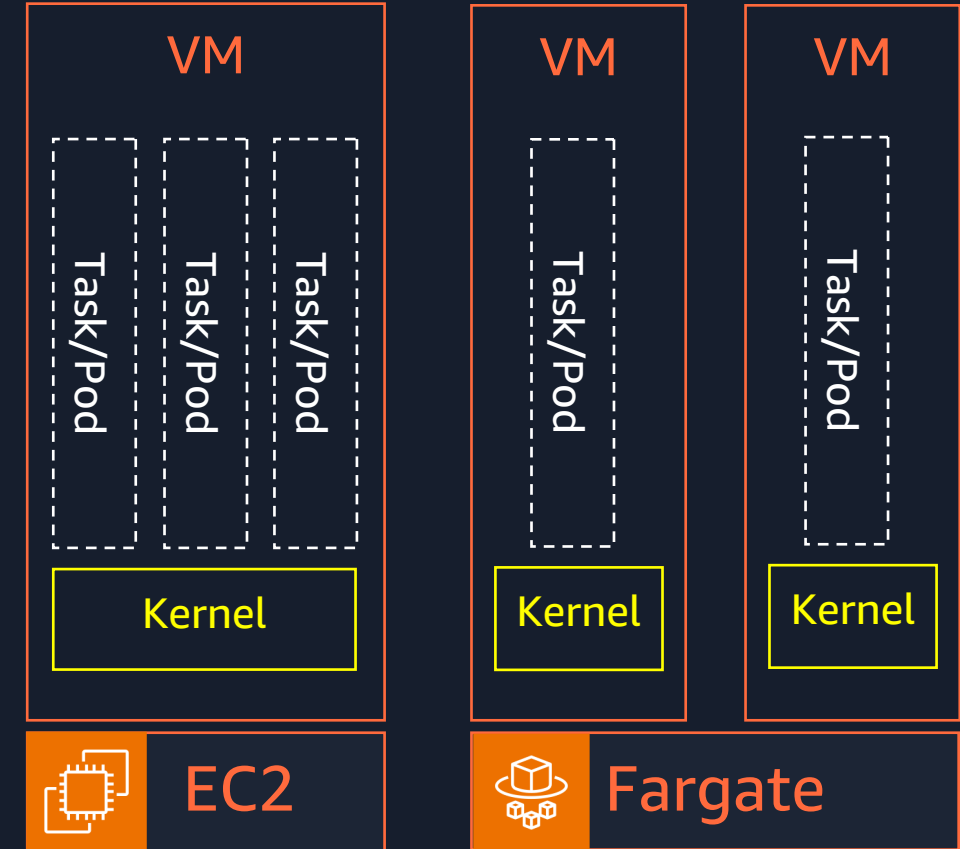 VM
Task/Pod
Task/Pod
Task/Pod
Kernel
EC2
VM
Task/Pod
Kernel
VM
Task/Pod
Kernel
Fargate